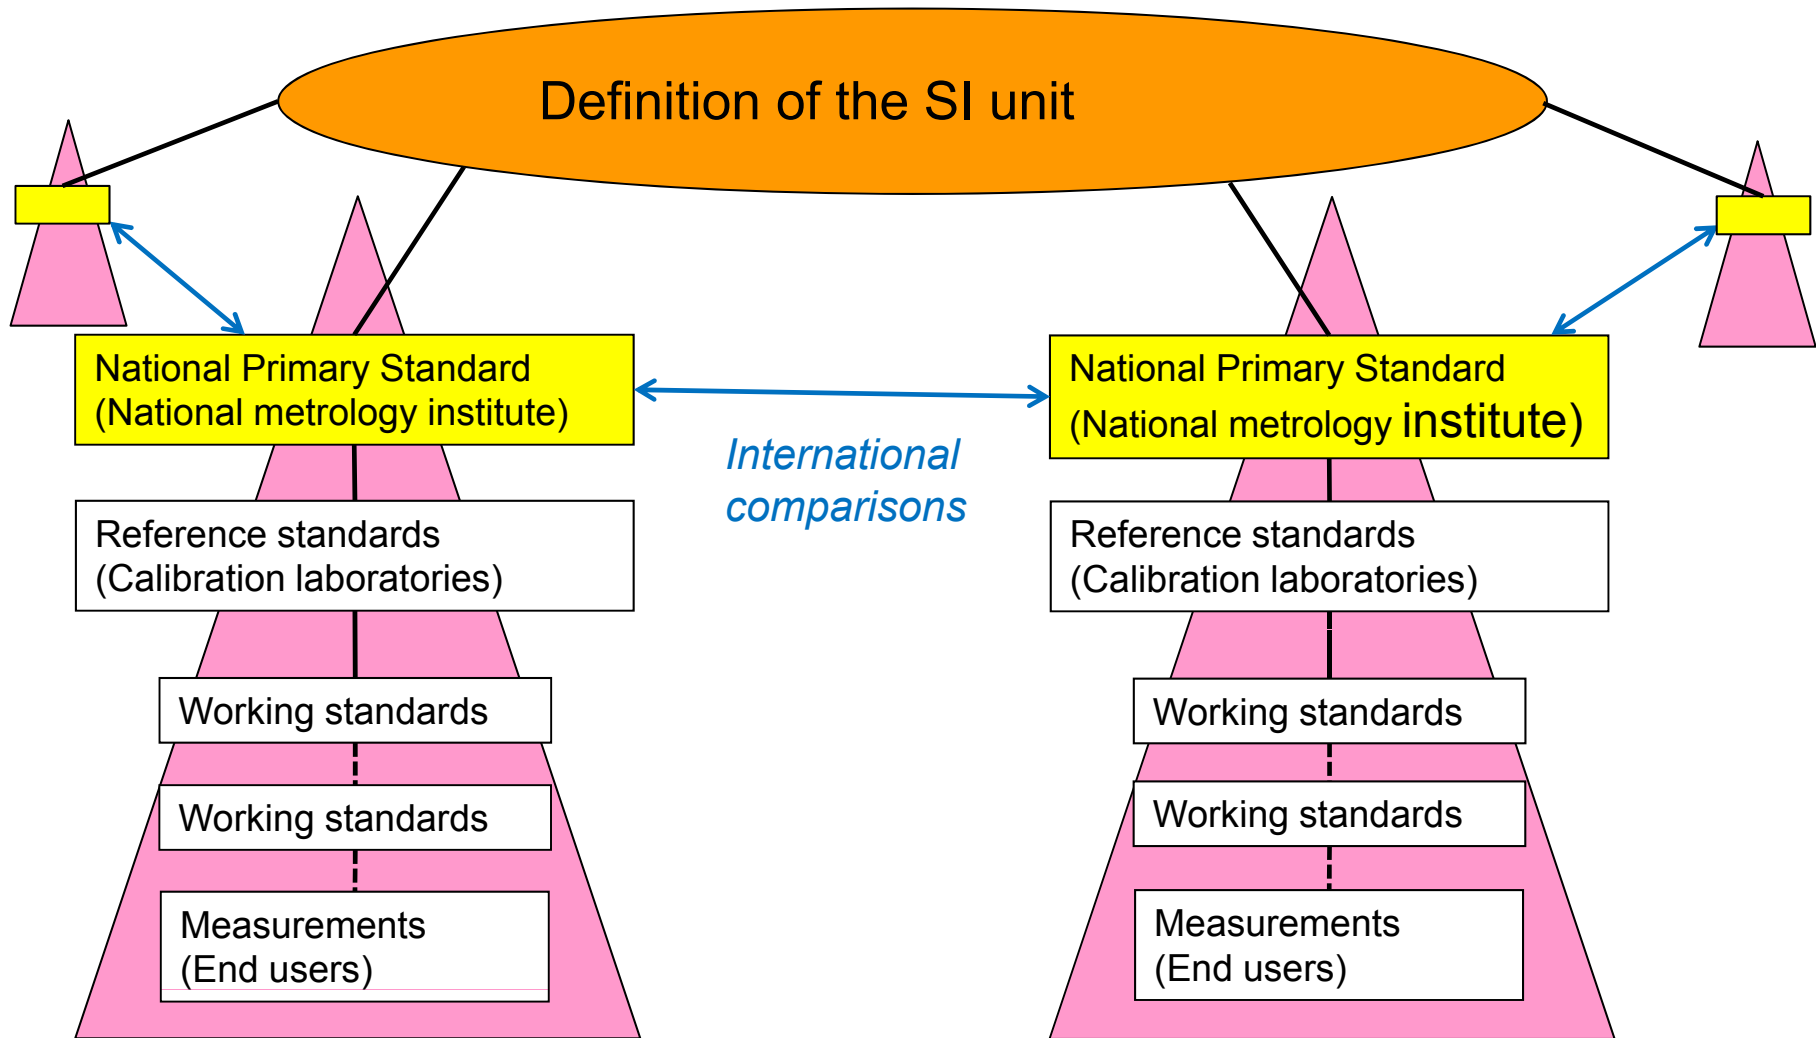 Definition of the SI unit
National Primary Standard
(National metrology institute)
International
comparisons
National Primary Standard
(National metrology institute)
Reference standards
(Calibration laboratories)
Reference standards
(Calibration laboratories)
Working standards
Working standards
Working standards
Working standards
Measurements
(End users)
Measurements
(End users)